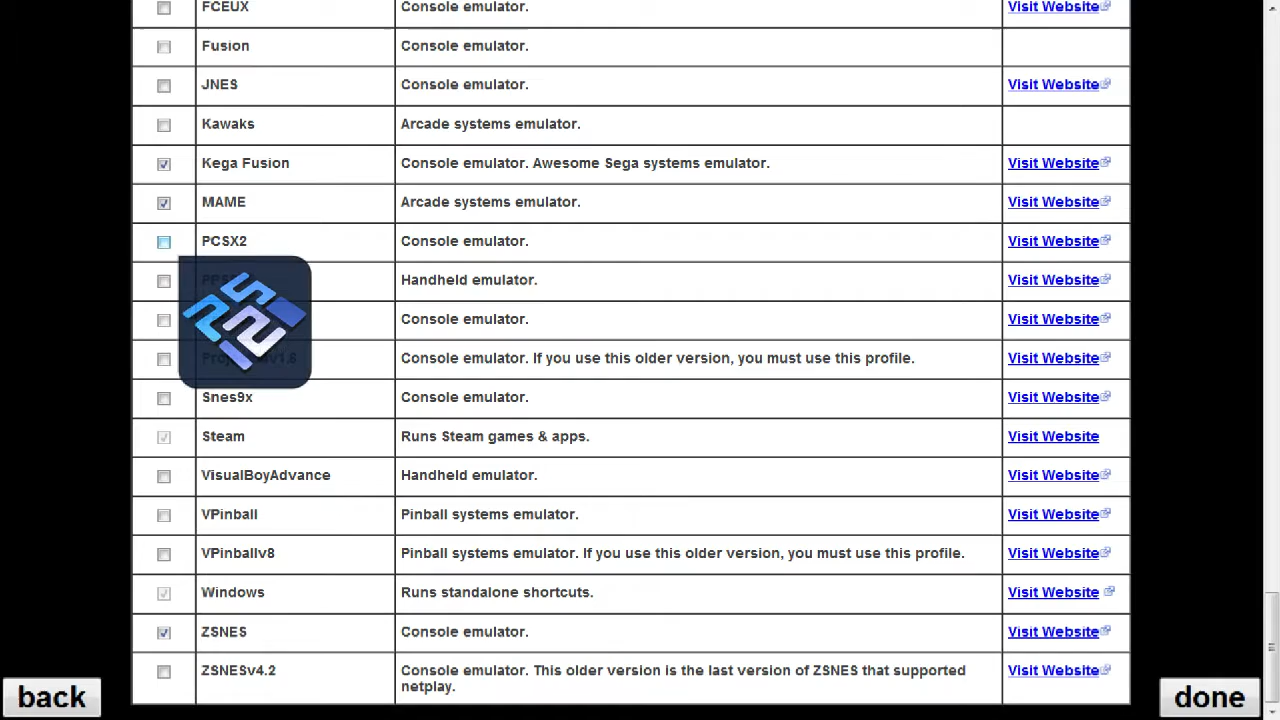 FCEUX Console emulator. Visit Website
Fusion Console emulator.
JNES Console emulator. Visit Website
Kawaks Arcade systems emulator.
Kega Fusion Console emulator. Awesome Sega systems emulator. Visit Website
MAME Arcade systems emulator. Visit Website
PCSX2 Console emulator. Visit Website
Handheld emulator. Visit Website
Console emulator. Visit Website
Console emulator. If you use this older version, you must use this profile. Visit Website
Snes9x Console emulator. Visit Website
Steam Runs Steam games & apps. Visit Website
VisualBoyAdvance Handheld emulator. Visit Website
VPinball Pinball systems emulator. Visit Website
VPinballv8 Pinball systems emulator. If you use this older version, you must use this profile. Visit Website
Windows Runs standalone shortcuts. Visit Website
ZSNES Console emulator. Visit Website
ZSNESv4.2 Console emulator. This older version is the last version of ZSNES that supported Visit Website
netplay.
back done